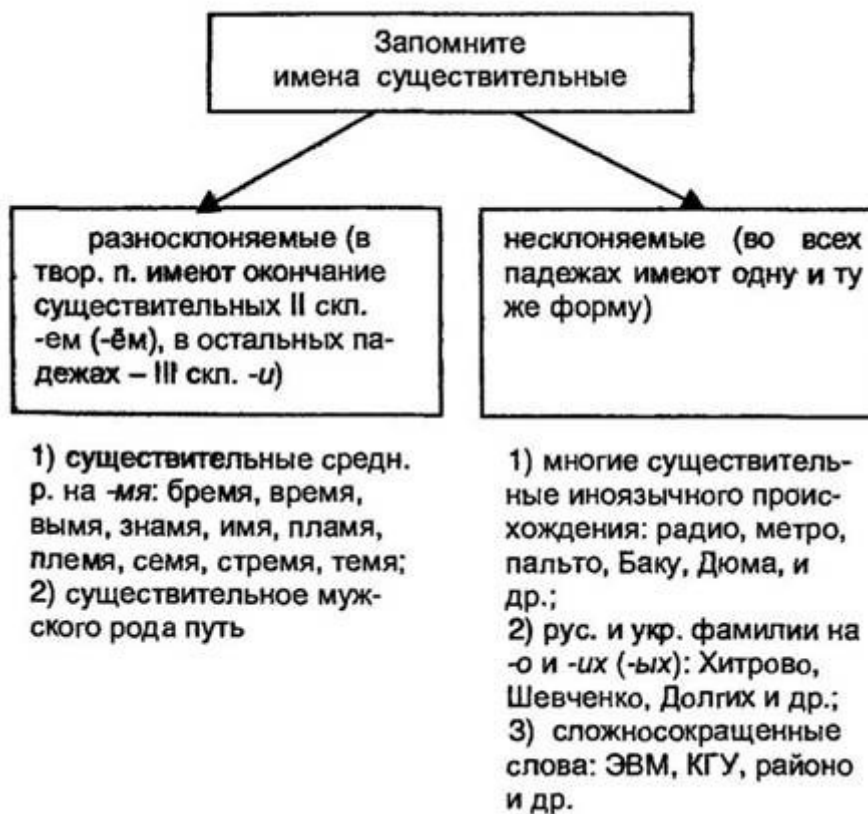 Запомните
имена существительные
разносклоняемые (в
твор. п. имеют окончание
существительных II скл.
-ем (-ём), в остальных па-
дежах – III скл. -и)
1) существительные средн.
р. на -мя: бремя, время,
вымя, знамя, имя, пламя,
племя, семя, стремя, темя;
2) существительное муж-
ского рода путь
несклоняемые (во всех
падежах имеют одну и ту
же форму)
1) многие существитель-
ные иноязычного проис-
хождения: радио, метро,
пальто, Баку, Дюма, и
др.;
2) рус. и укр. фамилии на
-о и -их (-ых): Хитрово,
Шевченко, Долгих и др.;
3) сложносокращенные
слова: ЭВМ, КГУ, районо
и др.